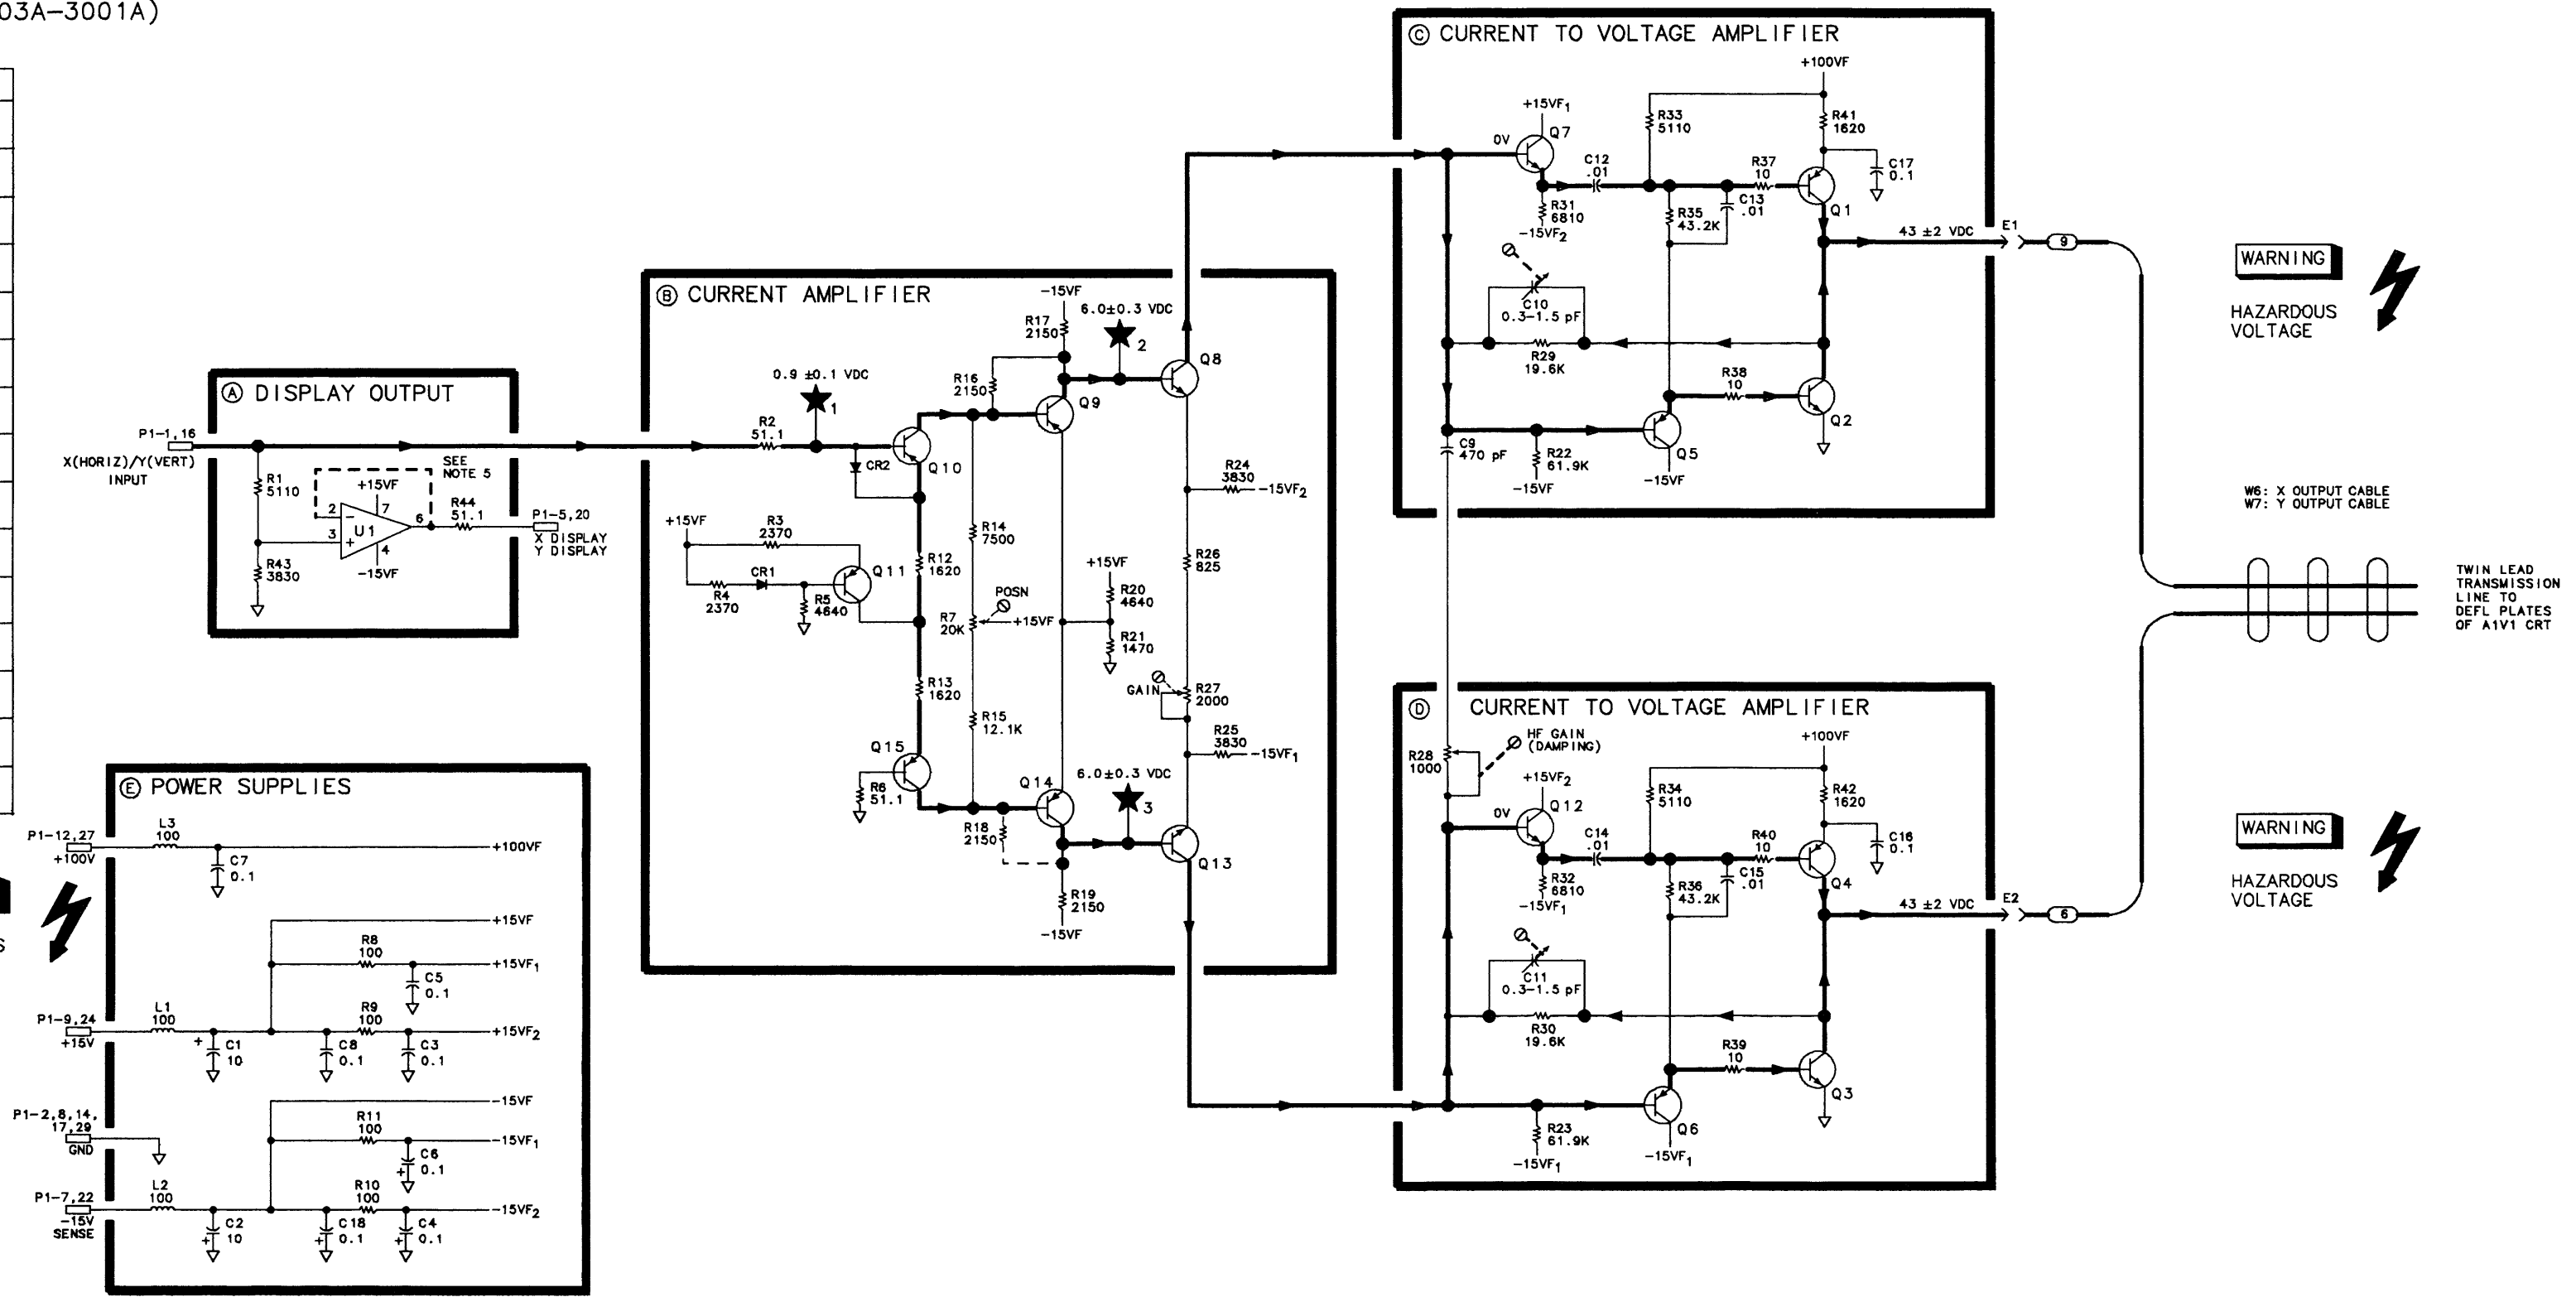 03A-3001A)
Ⓐ DISPLAY OUTPUT
P1-1,16
X(HORIZ)/Y(VERT)
INPUT
R1
5110
R43
3830
+15VF
2
-
7
3
+
U1
6
4
-15VF
SEE
NOTE 5
R44
51.1
P1-5,20
X DISPLAY
Y DISPLAY
Ⓑ CURRENT AMPLIFIER
-15VF
R17
2150
6.0±0.3 VDC
2
Q8
0.9 ±0.1 VDC
1
R16
2150
Q9
R2
51.1
CR2
Q10
R24
3830
-15VF2
+15VF
R3
2370
R14
7500
CR1
Q11
R12
1620
R26
825
R4
2370
R5
4640
POSN
R7
20K
+15VF
+15VF
R20
4640
R21
1470
R13
1620
GAIN
R27
2000
R15
12.1K
R25
3830
-15VF1
Q15
R6
51.1
Q14
6.0±0.3 VDC
3
R18
2150
Q13
R19
2150
-15VF
Ⓒ CURRENT TO VOLTAGE AMPLIFIER
+100VF
+15VF1
0V
Q7
R33
5110
R41
1620
C12
.01
R37
10
C17
0.1
R31
6810
-15VF2
R35
43.2K
C13
.01
Q1
43 ±2 VDC
E1
9
C10
0.3-1.5 pF
R29
19.6K
R38
10
Q2
C9
470 pF
R22
61.9K
-15VF
Q5
-15VF
WARNING
HAZARDOUS
VOLTAGE
W6: X OUTPUT CABLE
W7: Y OUTPUT CABLE
TWIN LEAD
TRANSMISSION
LINE TO
DEFL PLATES
OF A1V1 CRT
Ⓓ CURRENT TO VOLTAGE AMPLIFIER
R28
1000
HF GAIN
(DAMPING)
+100VF
+15VF2
0V
Q12
R34
5110
R42
1620
C14
.01
R40
10
C16
0.1
R32
6810
-15VF1
R36
43.2K
C15
.01
Q4
43 ±2 VDC
E2
6
C11
0.3-1.5 pF
R30
19.6K
R39
10
Q3
R23
61.9K
-15VF1
Q6
-15VF1
WARNING
HAZARDOUS
VOLTAGE
Ⓔ POWER SUPPLIES
P1-12,27
+100V
L3
100
C7
0.1
+100VF
+15VF
R8
100
+15VF1
C5
0.1
P1-9,24
+15V
L1
100
+
C1
10
R9
100
+15VF2
C8
0.1
C3
0.1
-15VF
P1-2,8,14,
17,29
GND
R11
100
-15VF1
+
C6
0.1
P1-7,22
-15V
SENSE
L2
100
R10
100
-15VF2
+
C2
10
+
C18
0.1
+
C4
0.1
S